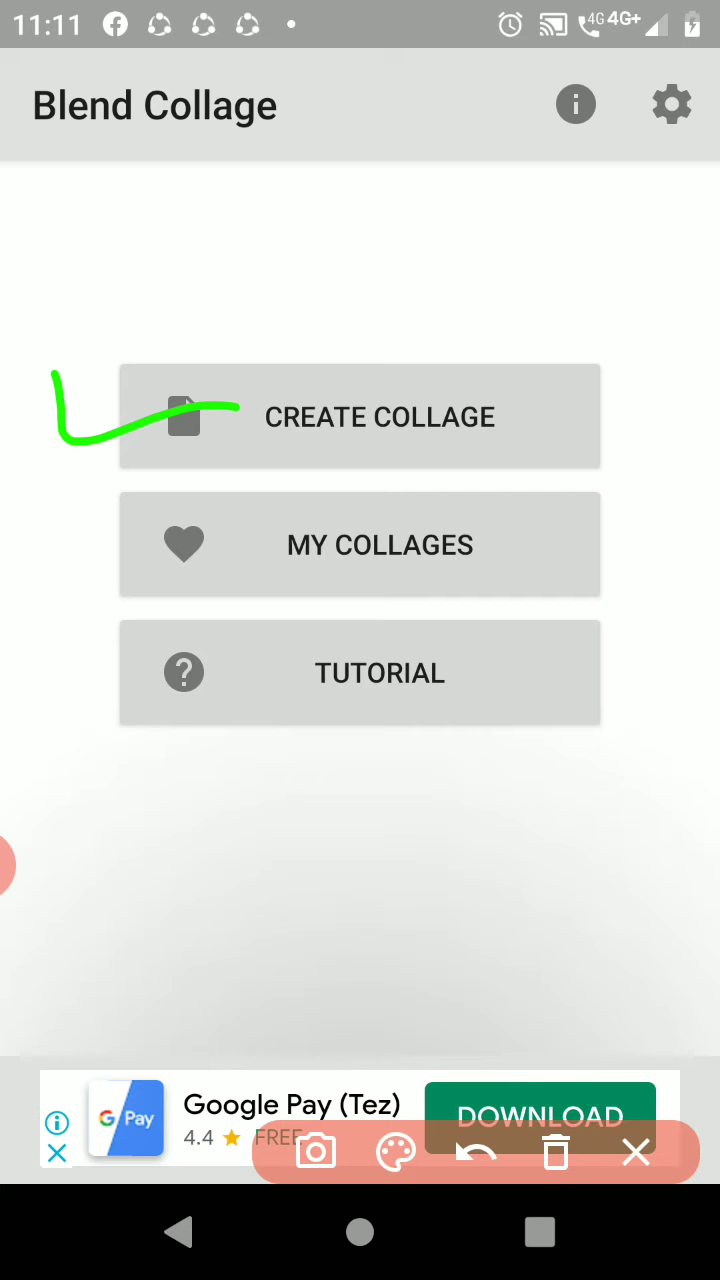 11:11
4G 4G+
Blend Collage
CREATE COLLAGE
MY COLLAGES
TUTORIAL
G Pay
Google Pay (Tez)
4.4 ★ FREE
DOWNLOAD